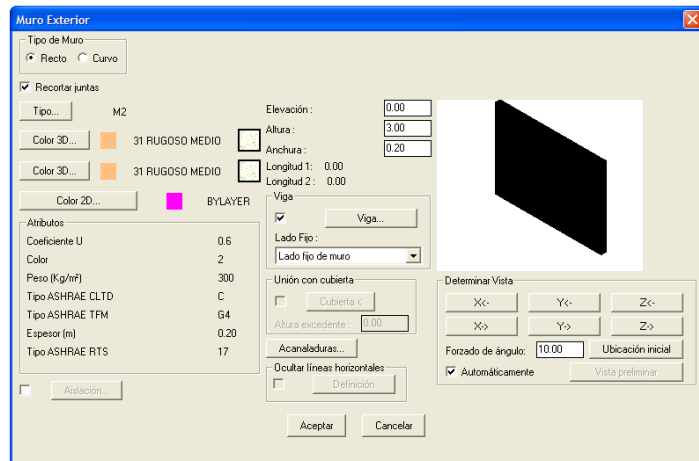 Muro Exterior
Tipo de Muro
Recto
Curvo
Recortar juntas
Tipo...
M2
Color 3D...
31 RUGOSO MEDIO
Color 3D...
31 RUGOSO MEDIO
Color 2D...
BYLAYER
Atributos
Coeficiente U 0.6
Color 2
Peso (Kg/m²) 300
Tipo ASHRAE CLTD C
Tipo ASHRAE TFM G4
Espesor (m) 0.20
Tipo ASHRAE RTS 17
Aislación...
Elevación : 0.00
Altura : 3.00
Anchura : 0.20
Longitud 1: 0.00
Longitud 2 : 0.00
Viga
Viga...
Lado Fijo :
Lado fijo de muro
Unión con cubierta
Cubierta <
Altura excedente : 0.00
Acanaladuras...
Ocultar líneas horizontales
Definición
Determinar Vista
X<- Y<- Z<-
X-> Y-> Z->
Forzado de ángulo: 10.00 Ubicación inicial
Automáticamente Vista preliminar
Aceptar Cancelar